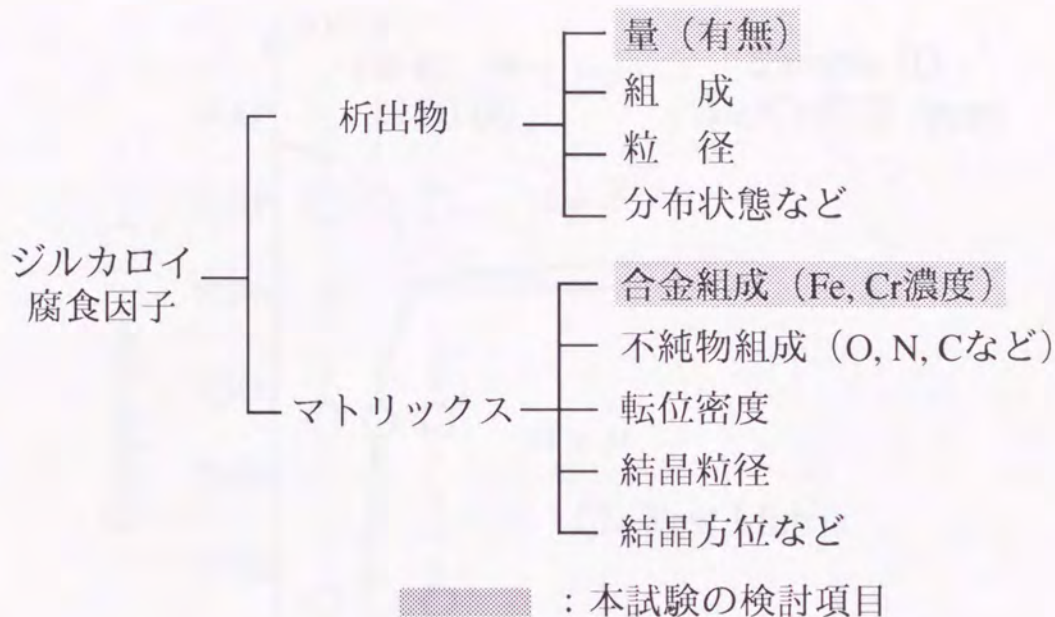 量（有無）
組　成
析出物
粒　径
分布状態など
ジルカロイ
腐食因子
合金組成（Fe, Cr濃度）
不純物組成（O, N, Cなど）
マトリックス
転位密度
結晶粒径
結晶方位など
：本試験の検討項目